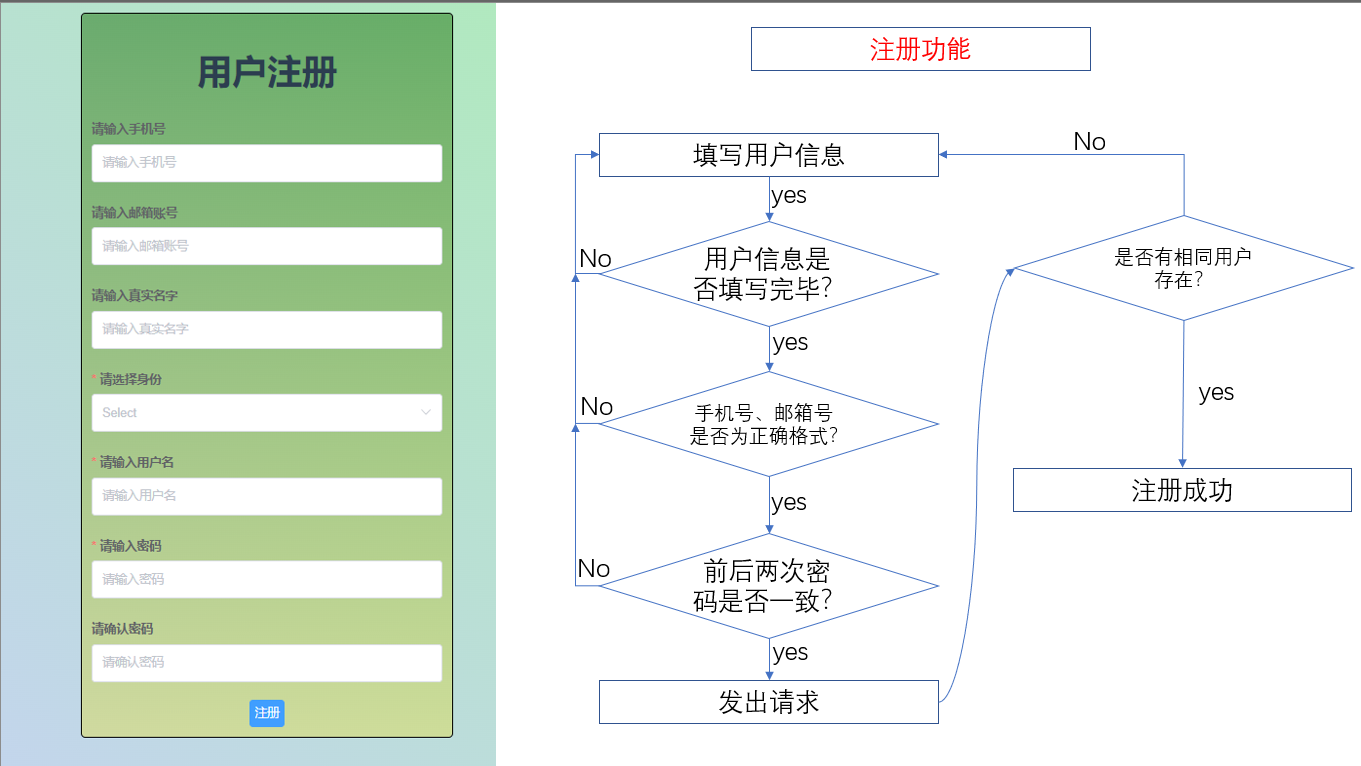 用户注册
请输入手机号
请输入手机号
请输入邮箱账号
请输入邮箱账号
请输入真实名字
请输入真实名字
* 请选择身份
Select
* 请输入用户名
请输入用户名
* 请输入密码
请输入密码
请确认密码
请确认密码
注册
注册功能
填写用户信息
yes
用户信息是
否填写完毕?
No
yes
手机号、邮箱号
是否为正确格式?
No
yes
前后两次密
码是否一致?
No
yes
发出请求
No
是否有相同用户
存在?
yes
注册成功